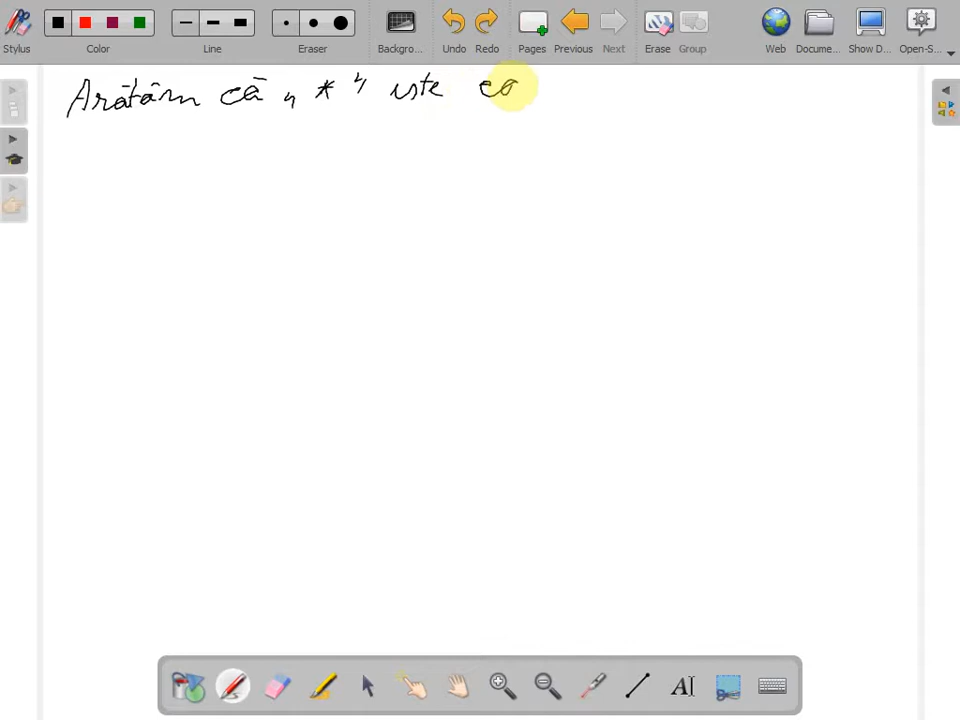 Stylus Color Line Eraser Backgro... Undo Redo Pages Previous Next Erase Group Web Docume... Show D... Open-S...
Arătăm că „ * ” este co